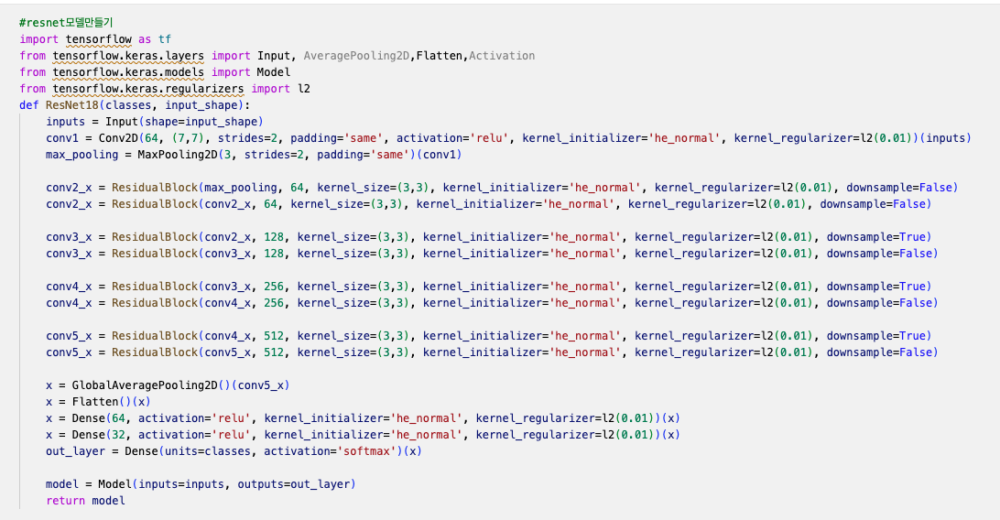 #resnet모델만들기
import tensorflow as tf
from tensorflow.keras.layers import Input, AveragePooling2D,Flatten,Activation
from tensorflow.keras.models import Model
from tensorflow.keras.regularizers import l2
def ResNet18(classes, input_shape):
    inputs = Input(shape=input_shape)
    conv1 = Conv2D(64, (7,7), strides=2, padding='same', activation='relu', kernel_initializer='he_normal', kernel_regularizer=l2(0.01))(inputs)
    max_pooling = MaxPooling2D(3, strides=2, padding='same')(conv1)

    conv2_x = ResidualBlock(max_pooling, 64, kernel_size=(3,3), kernel_initializer='he_normal', kernel_regularizer=l2(0.01), downsample=False)
    conv2_x = ResidualBlock(conv2_x, 64, kernel_size=(3,3), kernel_initializer='he_normal', kernel_regularizer=l2(0.01), downsample=False)

    conv3_x = ResidualBlock(conv2_x, 128, kernel_size=(3,3), kernel_initializer='he_normal', kernel_regularizer=l2(0.01), downsample=True)
    conv3_x = ResidualBlock(conv3_x, 128, kernel_size=(3,3), kernel_initializer='he_normal', kernel_regularizer=l2(0.01), downsample=False)

    conv4_x = ResidualBlock(conv3_x, 256, kernel_size=(3,3), kernel_initializer='he_normal', kernel_regularizer=l2(0.01), downsample=True)
    conv4_x = ResidualBlock(conv4_x, 256, kernel_size=(3,3), kernel_initializer='he_normal', kernel_regularizer=l2(0.01), downsample=False)

    conv5_x = ResidualBlock(conv4_x, 512, kernel_size=(3,3), kernel_initializer='he_normal', kernel_regularizer=l2(0.01), downsample=True)
    conv5_x = ResidualBlock(conv5_x, 512, kernel_size=(3,3), kernel_initializer='he_normal', kernel_regularizer=l2(0.01), downsample=False)

    x = GlobalAveragePooling2D()(conv5_x)
    x = Flatten()(x)
    x = Dense(64, activation='relu', kernel_initializer='he_normal', kernel_regularizer=l2(0.01))(x)
    x = Dense(32, activation='relu', kernel_initializer='he_normal', kernel_regularizer=l2(0.01))(x)
    out_layer = Dense(units=classes, activation='softmax')(x)

    model = Model(inputs=inputs, outputs=out_layer)
    return model